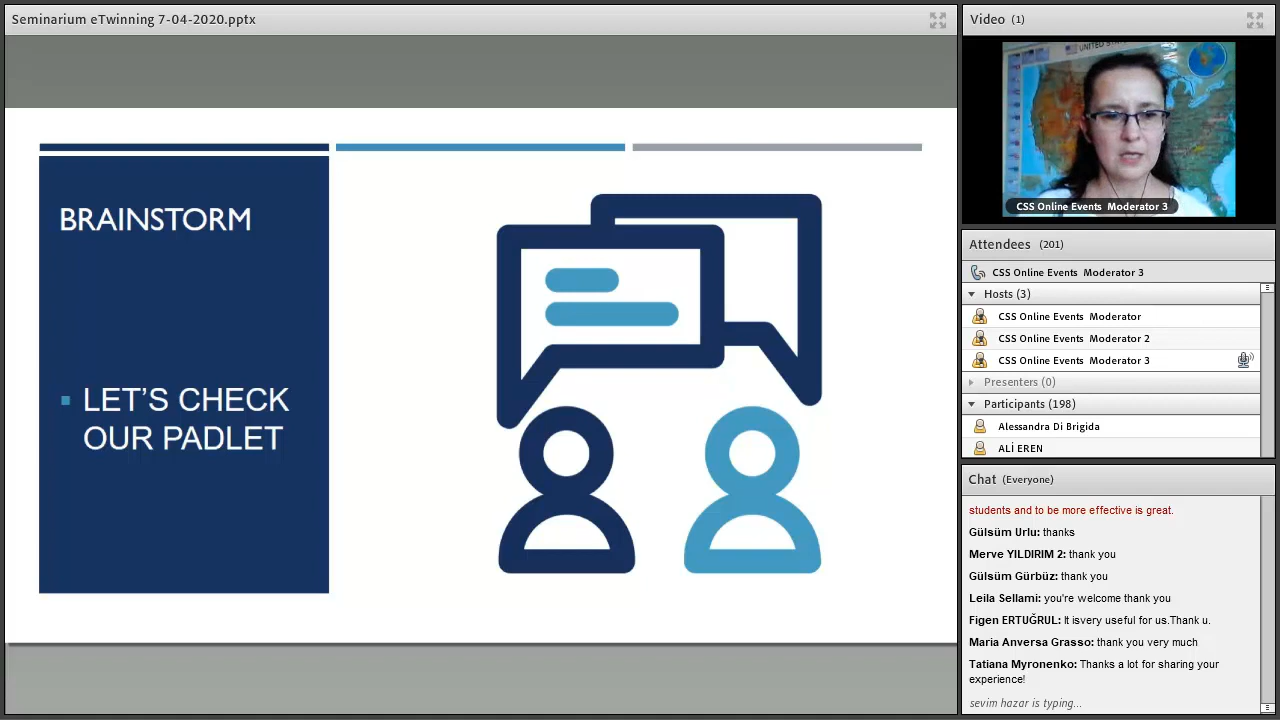 Seminarium eTwinning 7-04-2020.pptx
BRAINSTORM
▪ LET’S CHECK
OUR PADLET
Video (1)
UNITED STA
CSS Online Events Moderator 3
Attendees (201)
CSS Online Events Moderator 3
Hosts (3)
CSS Online Events Moderator
CSS Online Events Moderator 2
CSS Online Events Moderator 3
Presenters (0)
Participants (198)
Alessandra Di Brigida
ALİ EREN
Chat (Everyone)
students and to be more effective is great.
Gülsüm Urlu: thanks
Merve YILDIRIM 2: thank you
Gülsüm Gürbüz: thank you
Leila Sellami: you're welcome thank you
Figen ERTUĞRUL: It isvery useful for us.Thank u.
Maria Anversa Grasso: thank you very much
Tatiana Myronenko: Thanks a lot for sharing your
experience!
sevim hazar is typing...